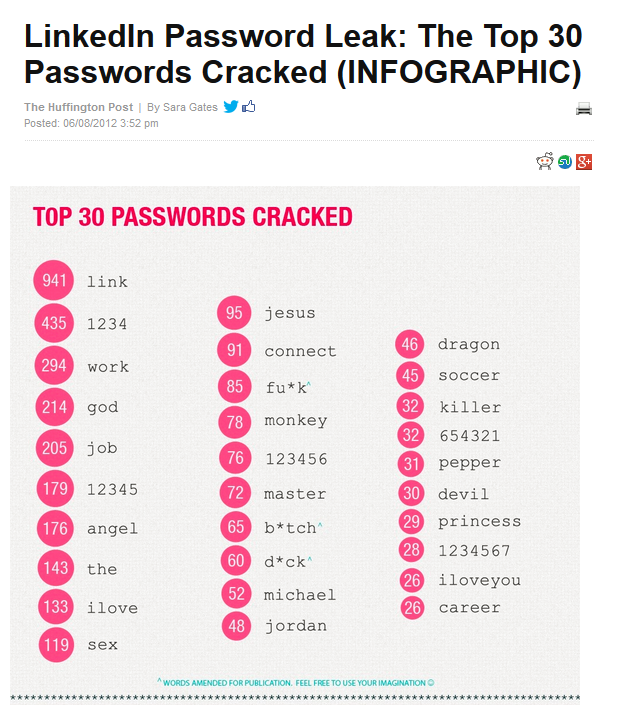 LinkedIn Password Leak: The Top 30
Passwords Cracked (INFOGRAPHIC)
The Huffington Post | By Sara Gates
Posted: 06/08/2012 3:52 pm
TOP 30 PASSWORDS CRACKED
941 link
435 1234
294 work
214 god
205 job
179 12345
176 angel
143 the
133 ilove
119 sex
95 jesus
91 connect
85 fu*k^
78 monkey
76 123456
72 master
65 b*tch^
60 d*ck^
52 michael
48 jordan
46 dragon
45 soccer
32 killer
32 654321
31 pepper
30 devil
29 princess
28 1234567
26 iloveyou
26 career
^ WORDS AMENDED FOR PUBLICATION. FEEL FREE TO USE YOUR IMAGINATION ☺